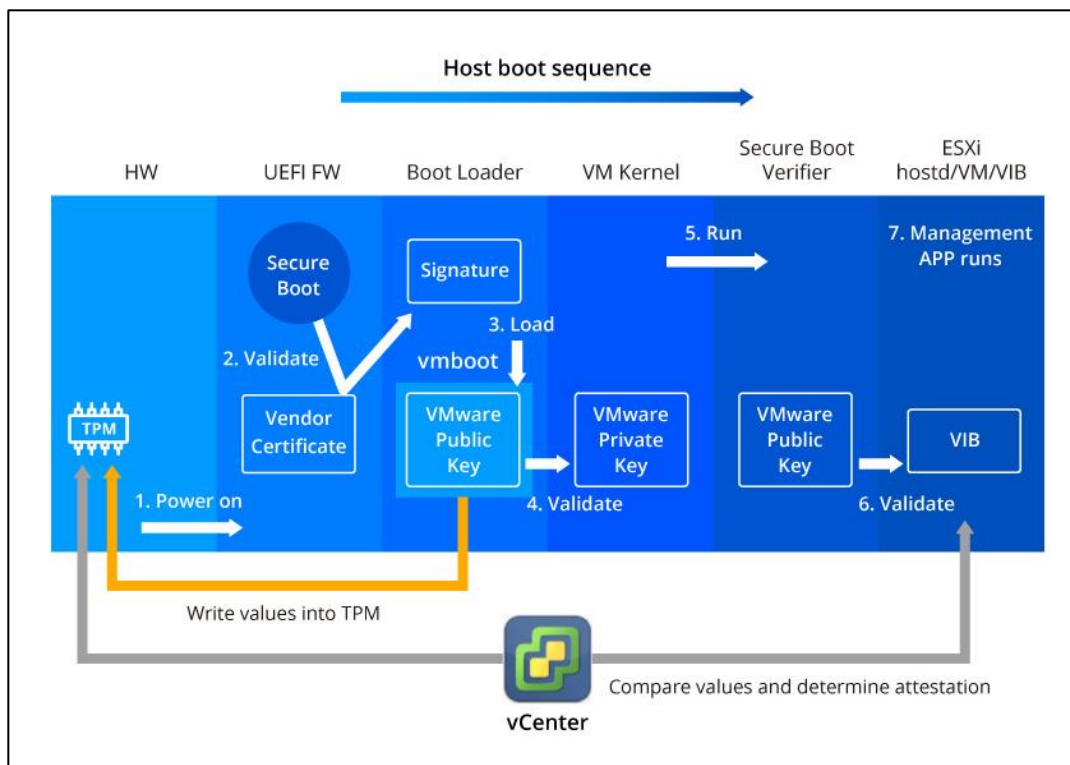 Host boot sequence
HW
UEFI FW
Boot Loader
VM Kernel
Secure Boot
Verifier
ESXi
hostd/VM/VIB
Secure
Boot
Signature
5. Run
7. Management
APP runs
2. Validate
3. Load
vmboot
TPM
Vendor
Certificate
VMware
Public
Key
VMware
Private
Key
VMware
Public
Key
VIB
1. Power on
4. Validate
6. Validate
Write values into TPM
Compare values and determine attestation
vCenter